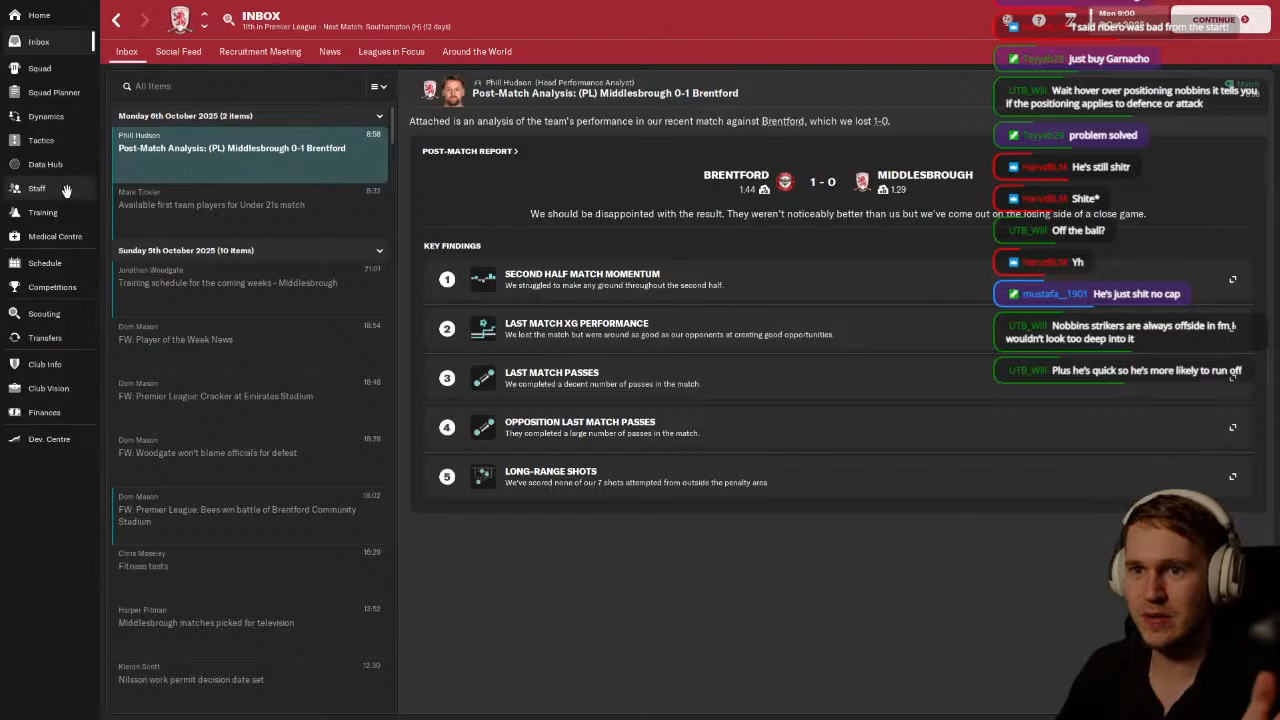 Home
Inbox
Squad
Squad Planner
Dynamics
Tactics
Data Hub
Staff
Training
Medical Centre
Schedule
Competitions
Scouting
Transfers
Club Info
Club Vision
Finances
Dev. Centre
INBOX
11th in Premier League - Next Match: Southampton (H) (12 days)
Mon 9:00
CONTINUE
Inbox
Social Feed
Recruitment Meeting
News
Leagues in Focus
Around the World
All Items
Monday 6th October 2025 (2 items)
Phill Hudson
8:58
Post-Match Analysis: (PL) Middlesbrough 0-1 Brentford
Mark Tinkler
8:32
Available first team players for Under 21s match
Sunday 5th October 2025 (10 items)
Jonathan Woodgate
21:01
Training schedule for the coming weeks - Middlesbrough
Dom Mason
18:54
FW: Player of the Week News
Dom Mason
18:48
FW: Premier League: Cracker at Emirates Stadium
Dom Mason
18:28
FW: Woodgate won't blame officials for defeat
Dom Mason
18:02
FW: Premier League: Bees win battle of Brentford Community
Stadium
Chris Moseley
16:29
Fitness tests
Harper Pitman
13:52
Middlesbrough matches picked for television
Kieran Scott
12:30
Nilsson work permit decision date set
Phill Hudson (Head Performance Analyst)
Post-Match Analysis: (PL) Middlesbrough 0-1 Brentford
Attached is an analysis of the team's performance in our recent match against Brentford, which we lost 1-0.
POST-MATCH REPORT
BRENTFORD
1.44
1 - 0
MIDDLESBROUGH
1.29
We should be disappointed with the result. They weren't noticeably better than us but we've come out on the losing side of a close game.
KEY FINDINGS
1
SECOND HALF MATCH MOMENTUM
We struggled to make any ground throughout the second half.
2
LAST MATCH XG PERFORMANCE
We lost the match but were around as good as our opponents at creating good opportunities.
3
LAST MATCH PASSES
We completed a decent number of passes in the match.
4
OPPOSITION LAST MATCH PASSES
They completed a large number of passes in the match.
5
LONG-RANGE SHOTS
We've scored none of our 7 shots attempted from outside the penalty area.
I said ribero was bad from the start!
Tayyab29 just buy Garnacho
UTB_Will Wait hover over positioning nobbins it tells you
if the positioning applies to defence or attack
Tayyab29 problem solved
He's still shitr
Shite*
UTB_Will Off the ball?
Yh
mustafa__1901 He's just shit no cap
UTB_Will Nobbins strikers are always offside in fm, I
wouldn't look too deep into it
UTB_Will Plus he's quick so he's more likely to run off